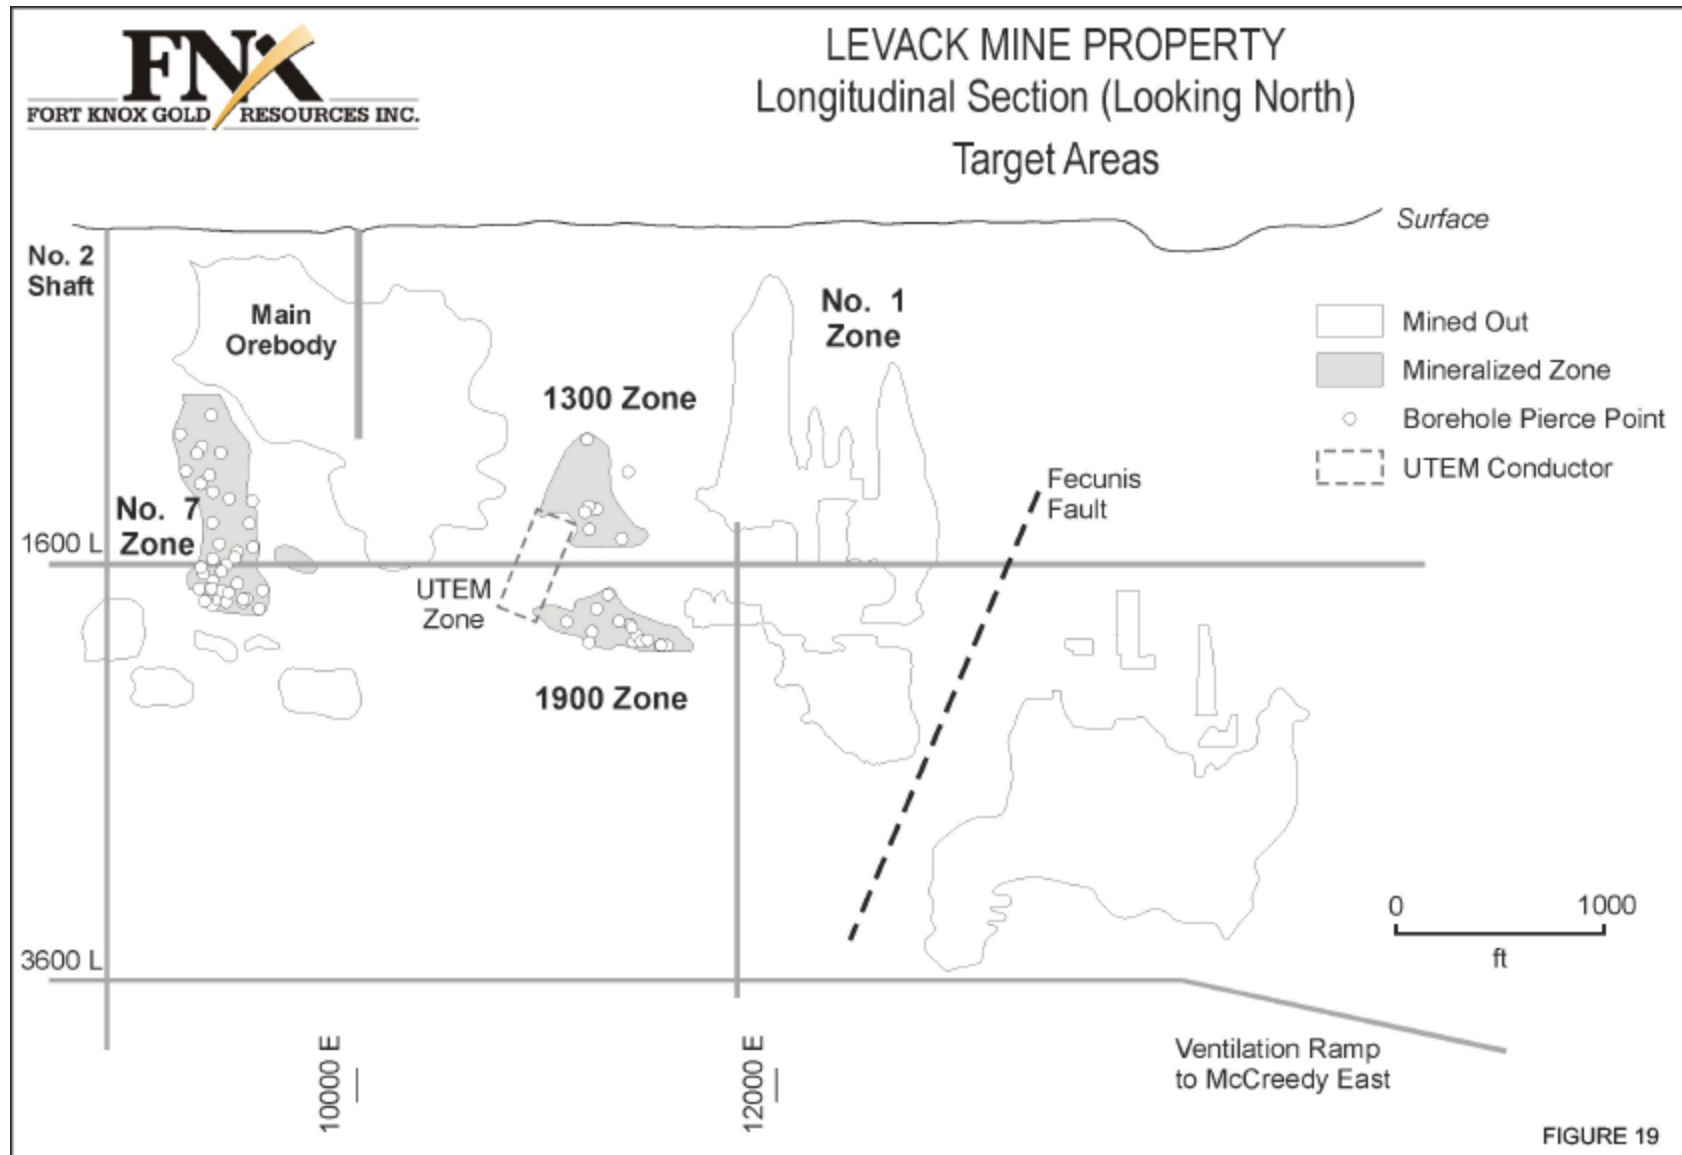 FNX
FORT KNOX GOLD RESOURCES INC.
LEVACK MINE PROPERTY
Longitudinal Section (Looking North)
Target Areas
Surface
No. 2
Shaft
Main
Orebody
No. 1
Zone
Mined Out
Mineralized Zone
Borehole Pierce Point
UTEM Conductor
1300 Zone
Fecunis
Fault
No. 7
Zone
1600 L
UTEM
Zone
1900 Zone
0 1000
ft
3600 L
10000 E
12000 E
Ventilation Ramp
to McCreedy East
FIGURE 19